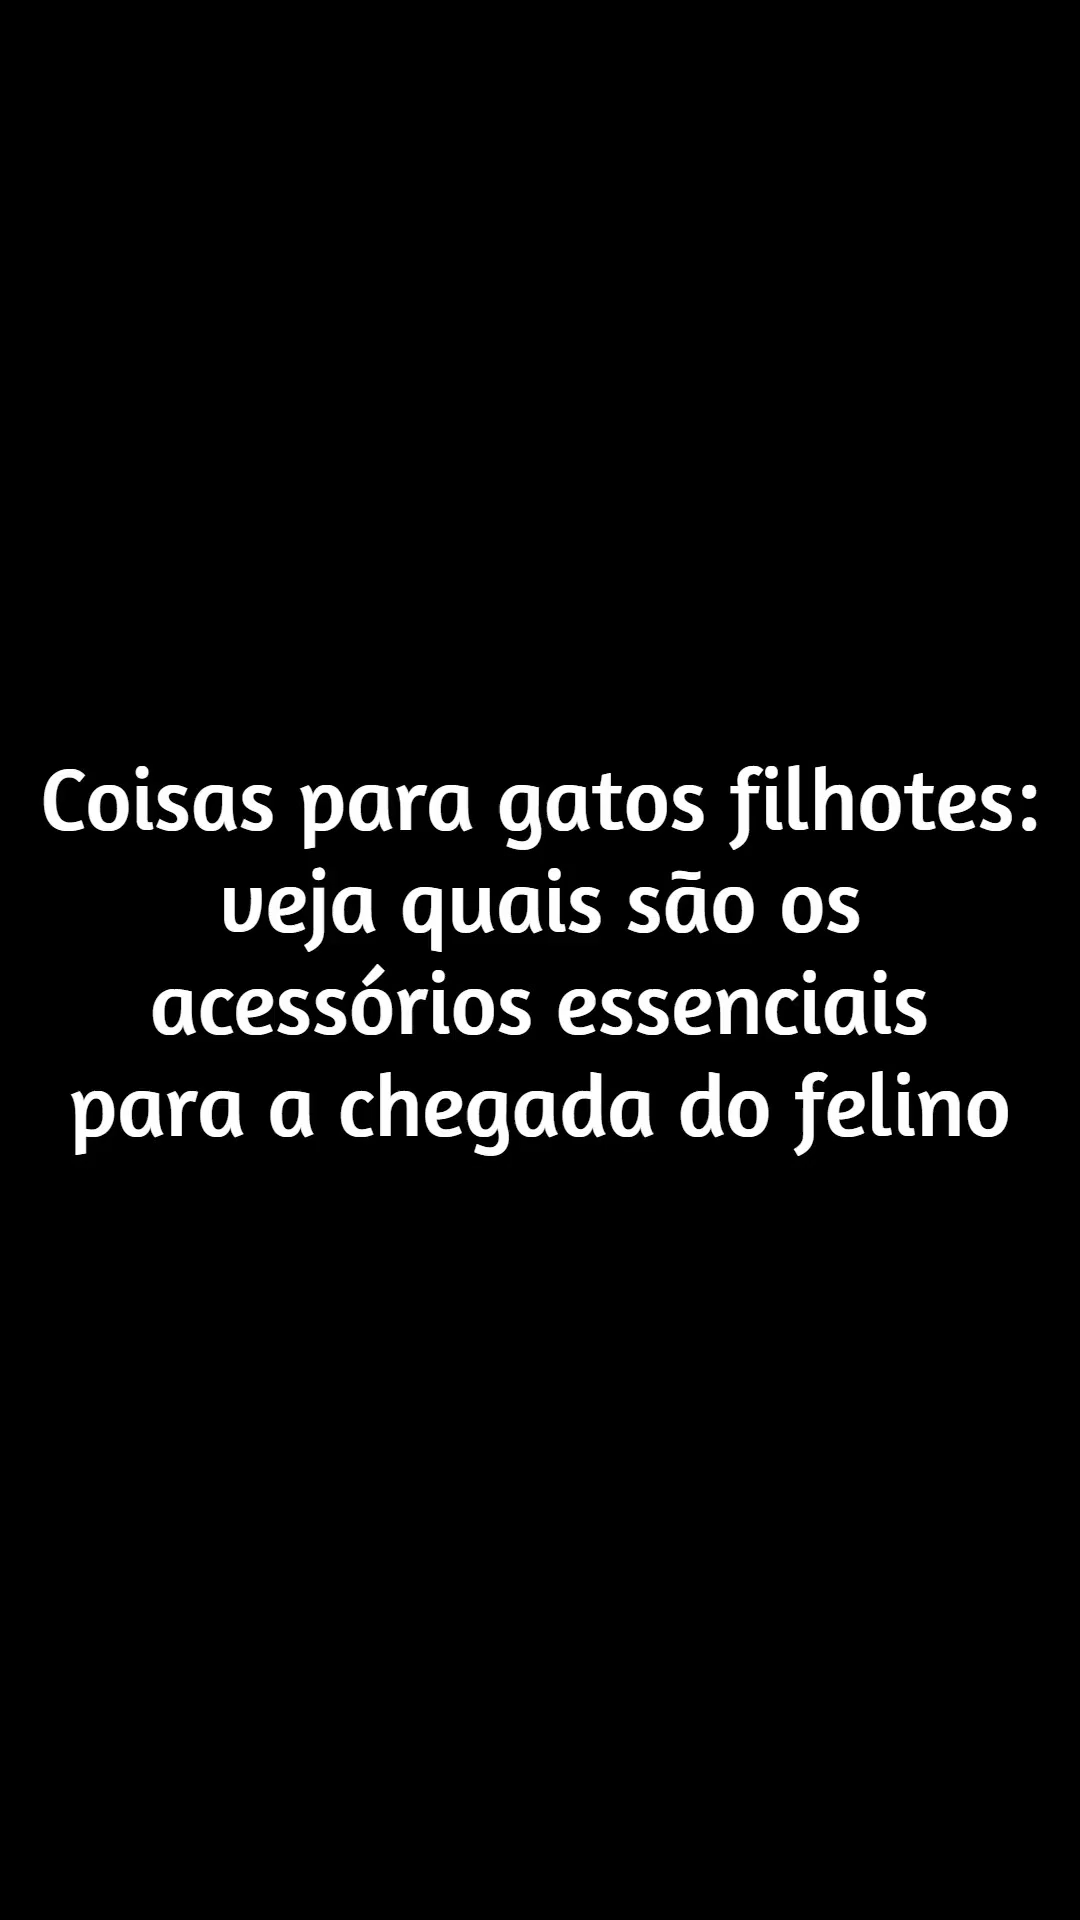 Coisas para gatos filhotes:
veja quais são os
acessórios essenciais
para a chegada do felino